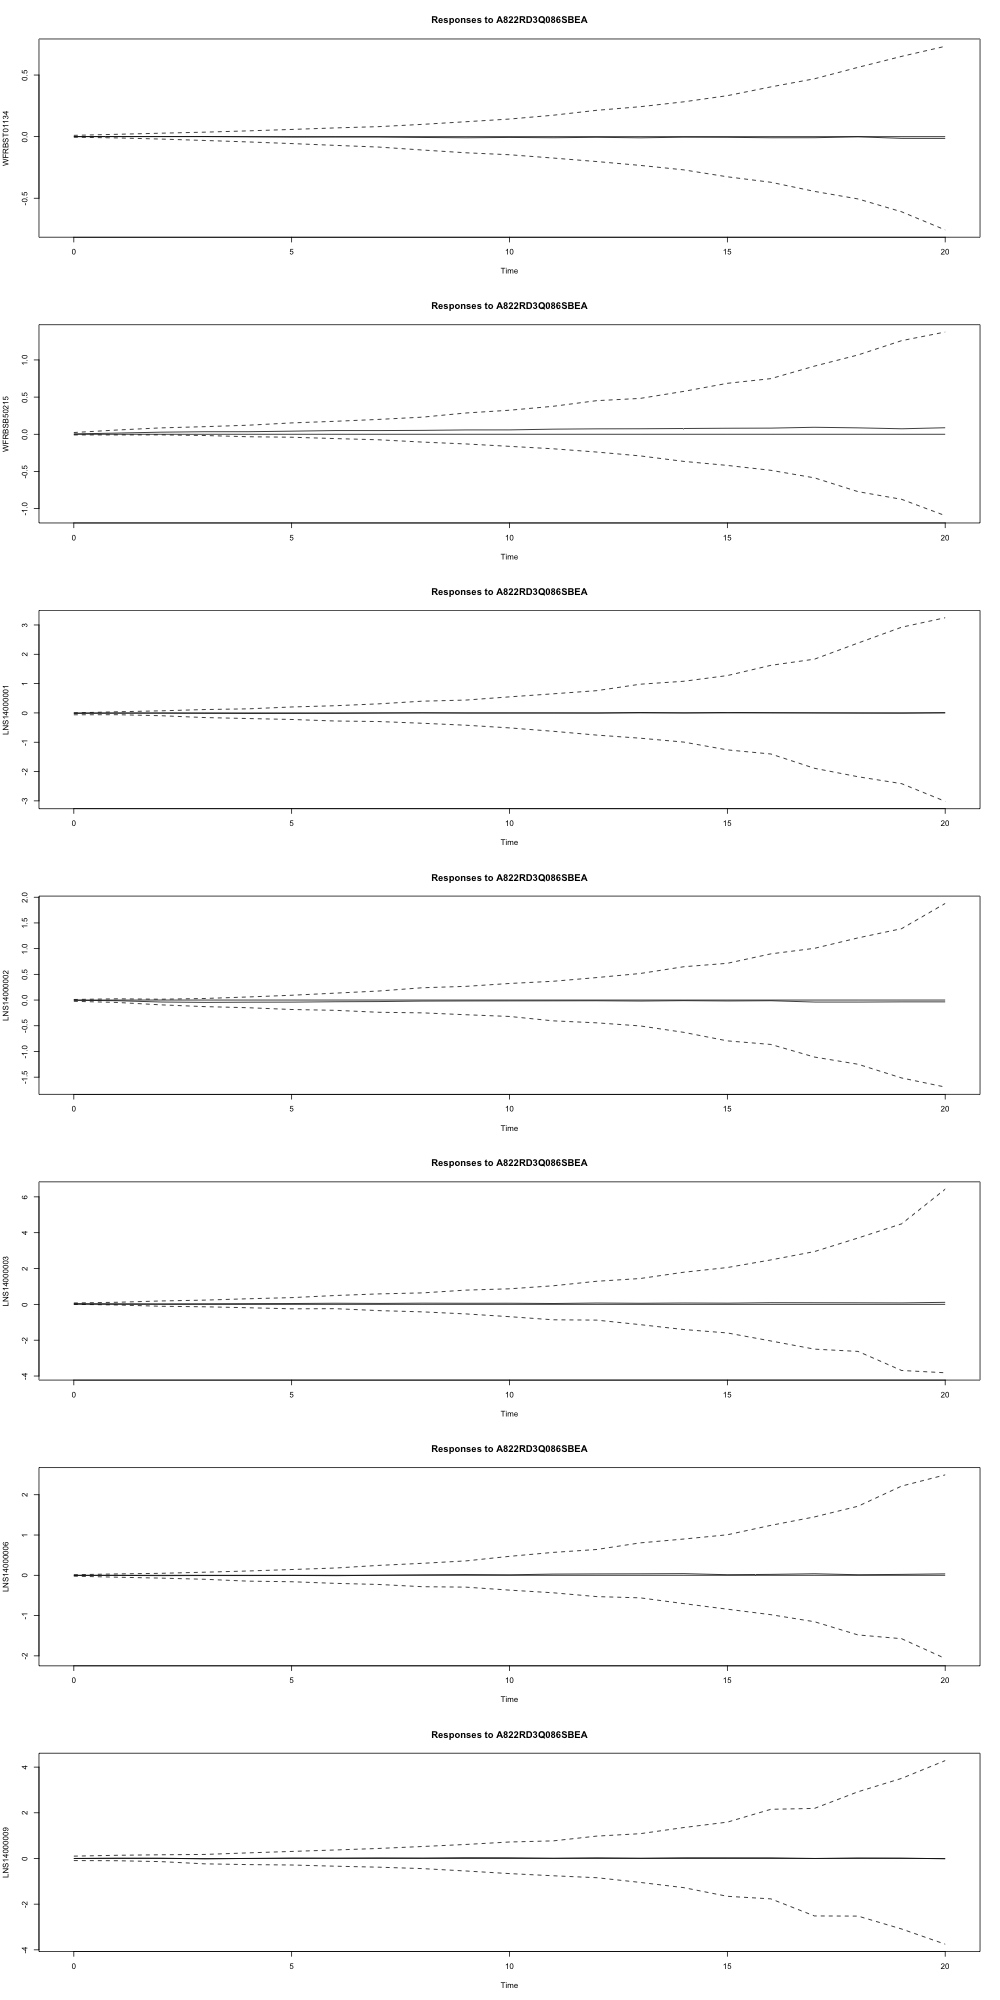 Responses to A822RD3Q086SBEA
WFRBST01134
0.5
0.0
-0.5
0 5 10 15 20
Time
Responses to A822RD3Q086SBEA
WFRBSB50215
1.0
0.5
0.0
-0.5
-1.0
0 5 10 15 20
Time
Responses to A822RD3Q086SBEA
LNS14000001
3
2
1
0
-1
-2
-3
0 5 10 15 20
Time
Responses to A822RD3Q086SBEA
LNS14000002
2.0
1.5
1.0
0.5
0.0
-0.5
-1.0
-1.5
0 5 10 15 20
Time
Responses to A822RD3Q086SBEA
LNS14000003
6
4
2
0
-2
-4
0 5 10 15 20
Time
Responses to A822RD3Q086SBEA
LNS14000006
2
1
0
-1
-2
0 5 10 15 20
Time
Responses to A822RD3Q086SBEA
LNS14000009
4
2
0
-2
-4
0 5 10 15 20
Time